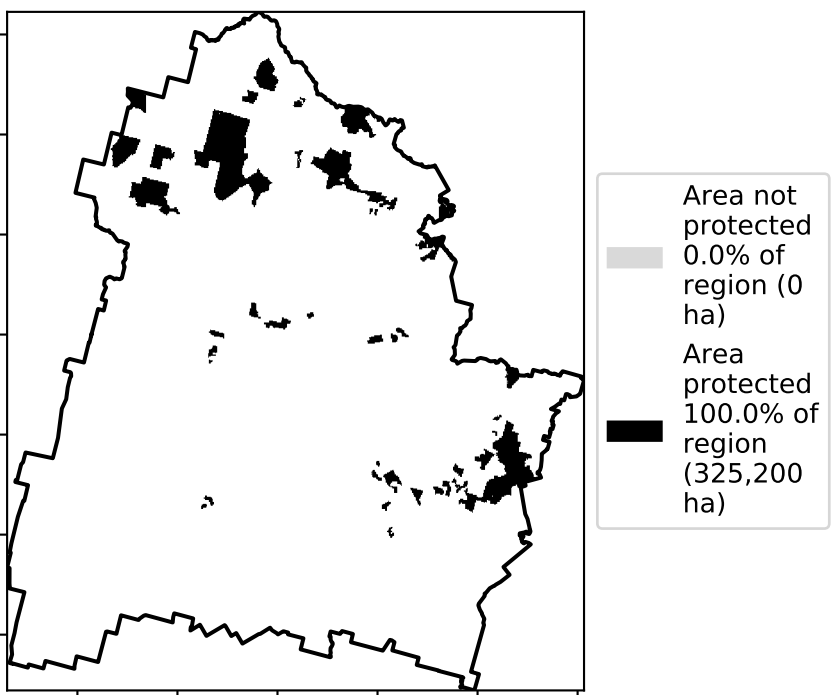 Area not
protected
0.0% of
region (0
ha)
Area
protected
100.0% of
region
(325,200
ha)